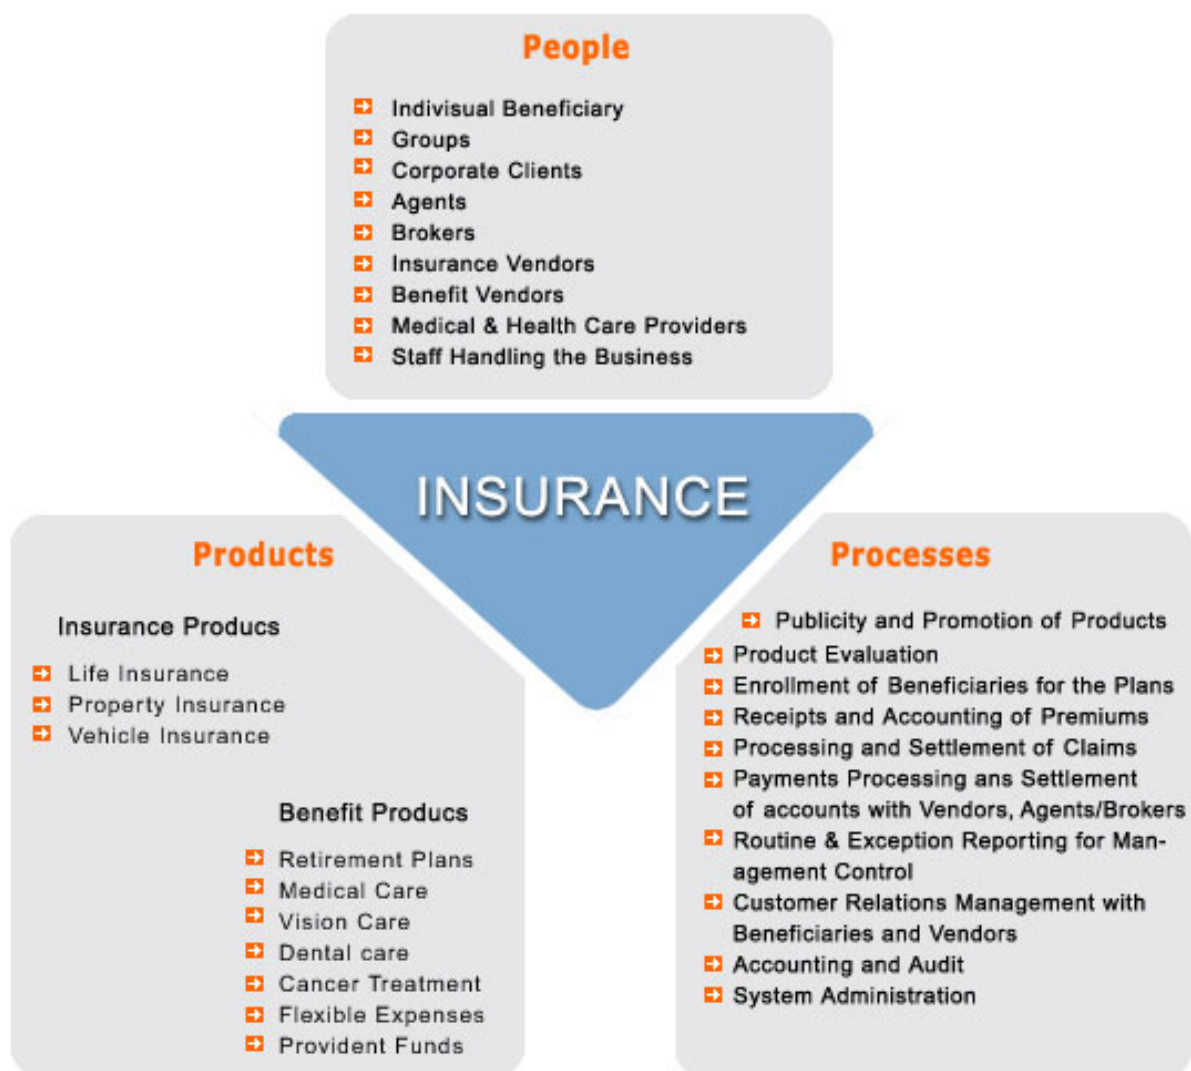 People
Indivisual Beneficiary
Groups
Corporate Clients
Agents
Brokers
Insurance Vendors
Benefit Vendors
Medical & Health Care Providers
Staff Handling the Business
INSURANCE
Products
Insurance Producs
Life Insurance
Property Insurance
Vehicle Insurance
Benefit Producs
Retirement Plans
Medical Care
Vision Care
Dental care
Cancer Treatment
Flexible Expenses
Provident Funds
Processes
Publicity and Promotion of Products
Product Evaluation
Enrollment of Beneficiaries for the Plans
Receipts and Accounting of Premiums
Processing and Settlement of Claims
Payments Processing ans Settlement
of accounts with Vendors, Agents/Brokers
Routine & Exception Reporting for Man-
agement Control
Customer Relations Management with
Beneficiaries and Vendors
Accounting and Audit
System Administration